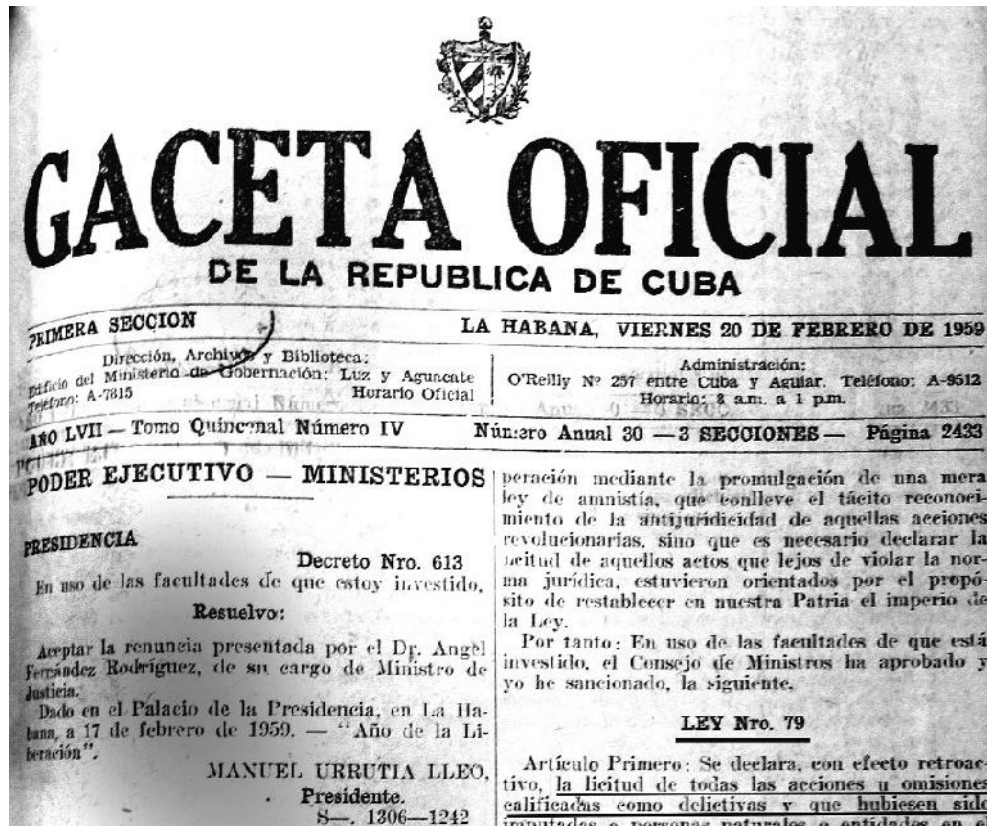 GACETA OFICIAL
DE LA REPUBLICA DE CUBA
PRIMERA SECCION
LA HABANA, VIERNES 20 DE FEBRERO DE 1959
Dirección, Archivo y Biblioteca:
Edificio del Ministerio de Gobernación: Luz y Aguacate
Teléfono: A-7815 Horario Oficial
Administración:
O'Reilly Nº 257 entre Cuba y Aguiar. Teléfono: A-9512
Horario: 8 a.m. a 1 p.m.
AÑO LVII — Tomo Quincenal Número IV
Número Anual 30 — 3 SECCIONES — Página 2433
PODER EJECUTIVO — MINISTERIOS
PRESIDENCIA
Decreto Nro. 613
En uso de las facultades de que estoy investido,
Resuelvo:
Aceptar la renuncia presentada por el Dr. Angel
Fernández Rodríguez, de su cargo de Ministro de
Justicia.
Dado en el Palacio de la Presidencia, en La Ha-
bana, a 17 de febrero de 1959. — "Año de la Li-
beración".
MANUEL URRUTIA LLEO,
Presidente.
S—. 1306—1242
peración mediante la promulgación de una mera
ley de amnistía, que conlleve el tácito reconoci-
miento de la antijuridicidad de aquellas acciones
revolucionarias, sino que es necesario declarar la
licitud de aquellos actos que lejos de violar la nor-
ma jurídica, estuvieron orientados por el propó-
sito de restablecer en nuestra Patria el imperio de
la Ley.
Por tanto: En uso de las facultades de que está
investido, el Consejo de Ministros ha aprobado y
yo he sancionado, la siguiente.
LEY Nro. 79
Artículo Primero: Se declara, con efecto retroac-
tivo, la licitud de todas las acciones u omisiones
calificadas como delictivas y que hubiesen sido
imputadas a personas naturales o entidades en el